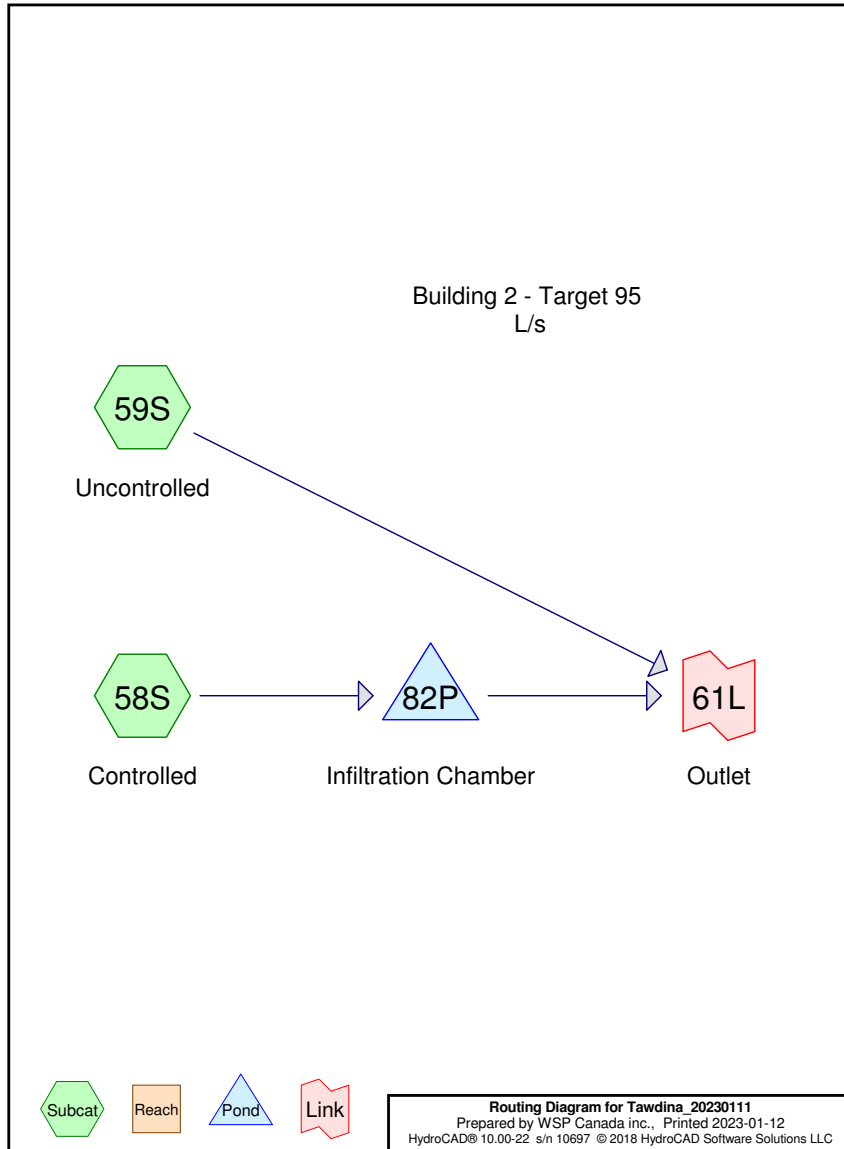 Building 2 - Target 95
L/s
59S
Uncontrolled
58S
82P
61L
Controlled
Infiltration Chamber
Outlet
Subcat
Reach
Pond
Link
Routing Diagram for Tawdina_20230111
Prepared by WSP Canada inc., Printed 2023-01-12
HydroCAD® 10.00-22 s/n 10697 © 2018 HydroCAD Software Solutions LLC